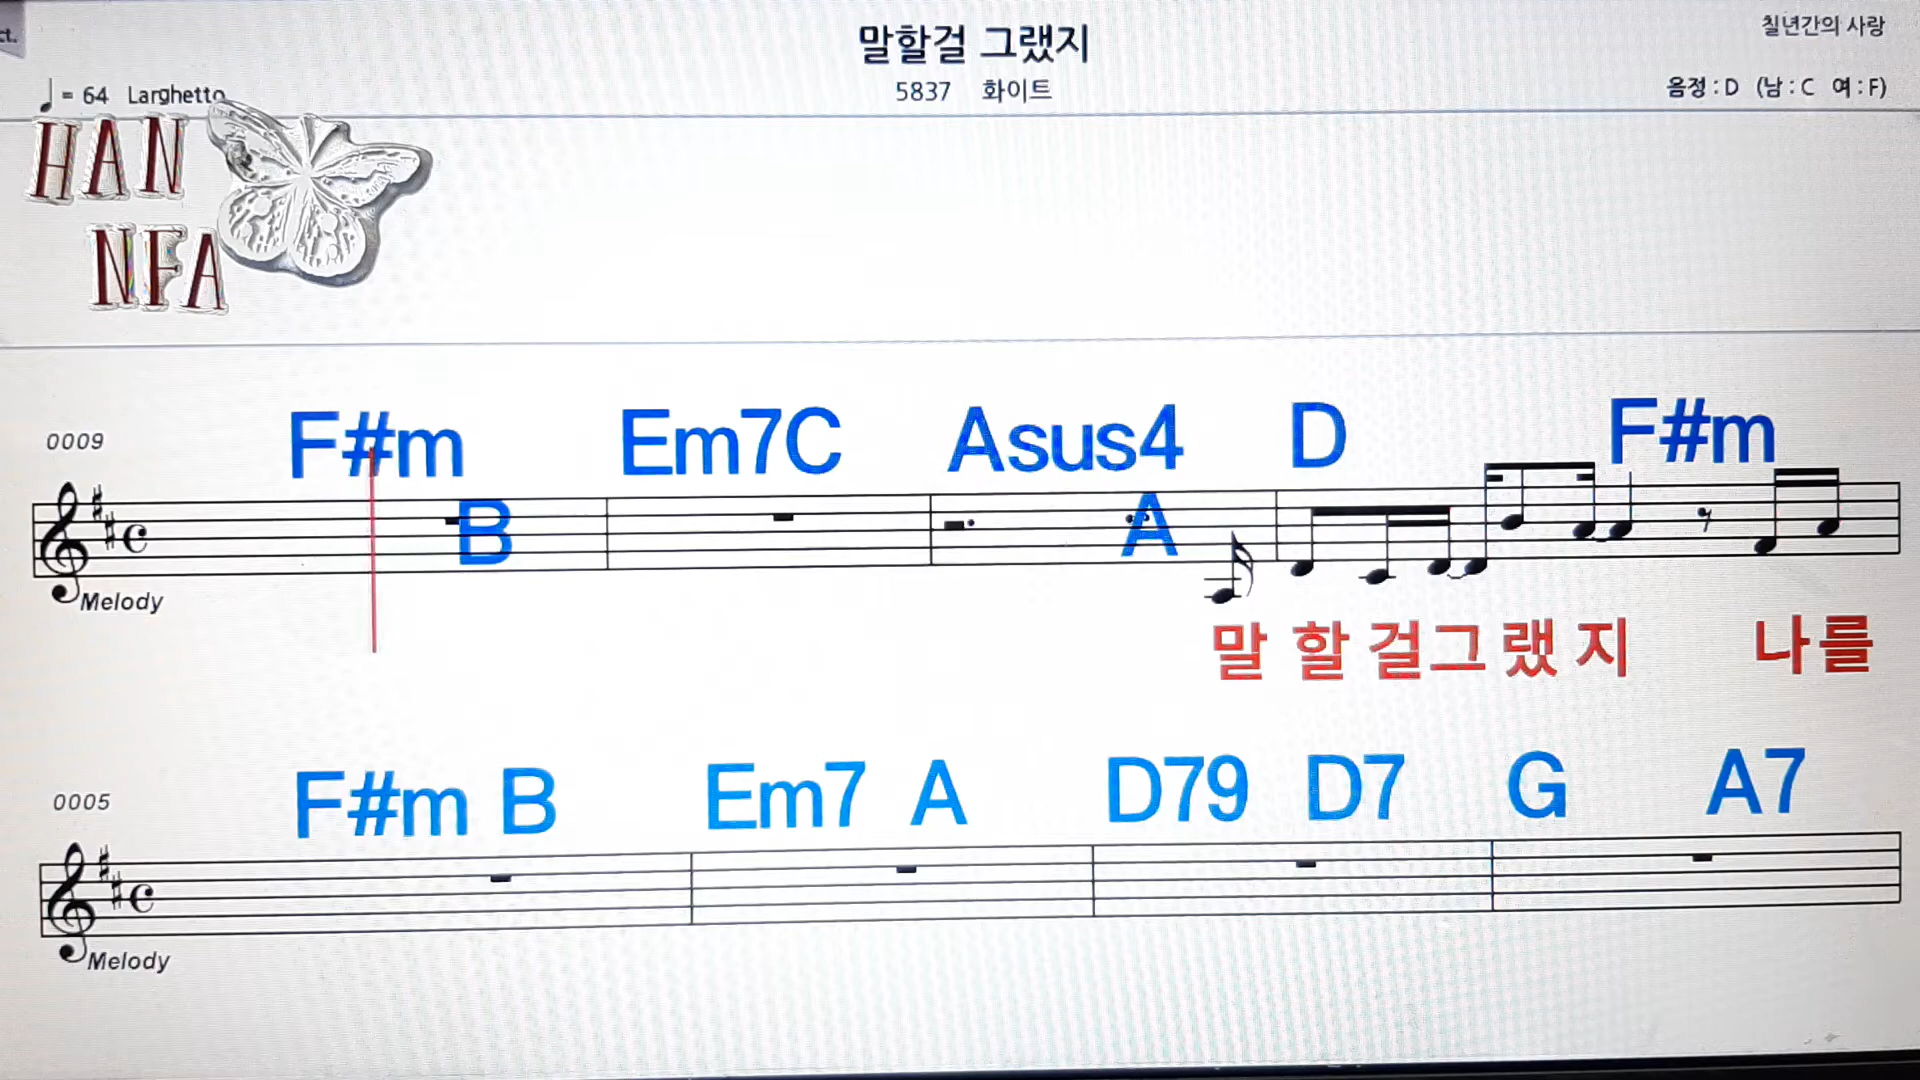 ct.
말할걸 그랬지
칠년간의 사랑
= 64 Larghetto
5837 화이트
음정 : D (남 : C 여 : F)
HAN
NFA
0009
F#m B Em7C Asus4 A D F#m
Melody
말 할 걸그 랬 지 나를
0005
F#m B Em7 A D79 D7 G A7
Melody